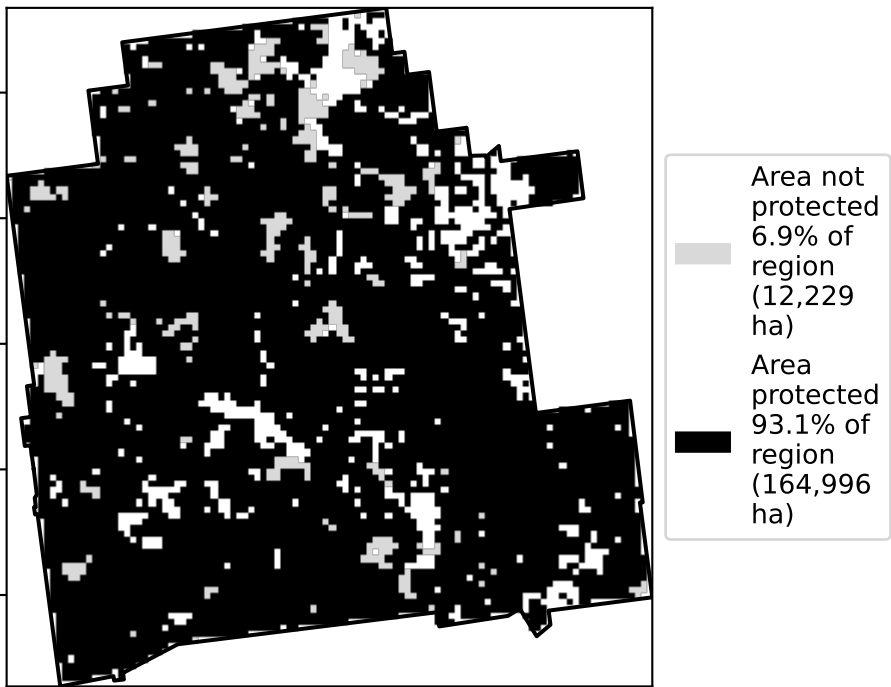 Area not
protected
6.9% of
region
(12,229
ha)
Area
protected
93.1% of
region
(164,996
ha)